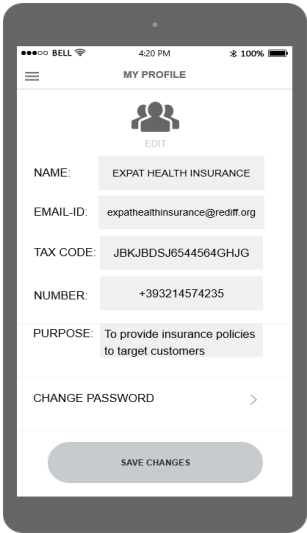 ●●●○○ BELL 4:20 PM 100%
MY PROFILE
EDIT
NAME: EXPAT HEALTH INSURANCE
EMAIL-ID: expathealthinsurance@rediff.org
TAX CODE: JBKJBDSJ6544564GHJG
NUMBER: +393214574235
PURPOSE: To provide insurance policies
to target customers
CHANGE PASSWORD
SAVE CHANGES